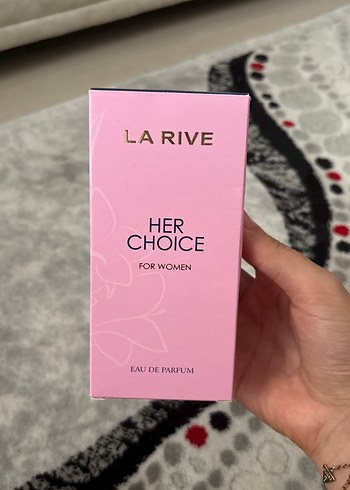 LA RIVE
HER
CHOICE
FOR WOMEN
EAU DE PARFUM